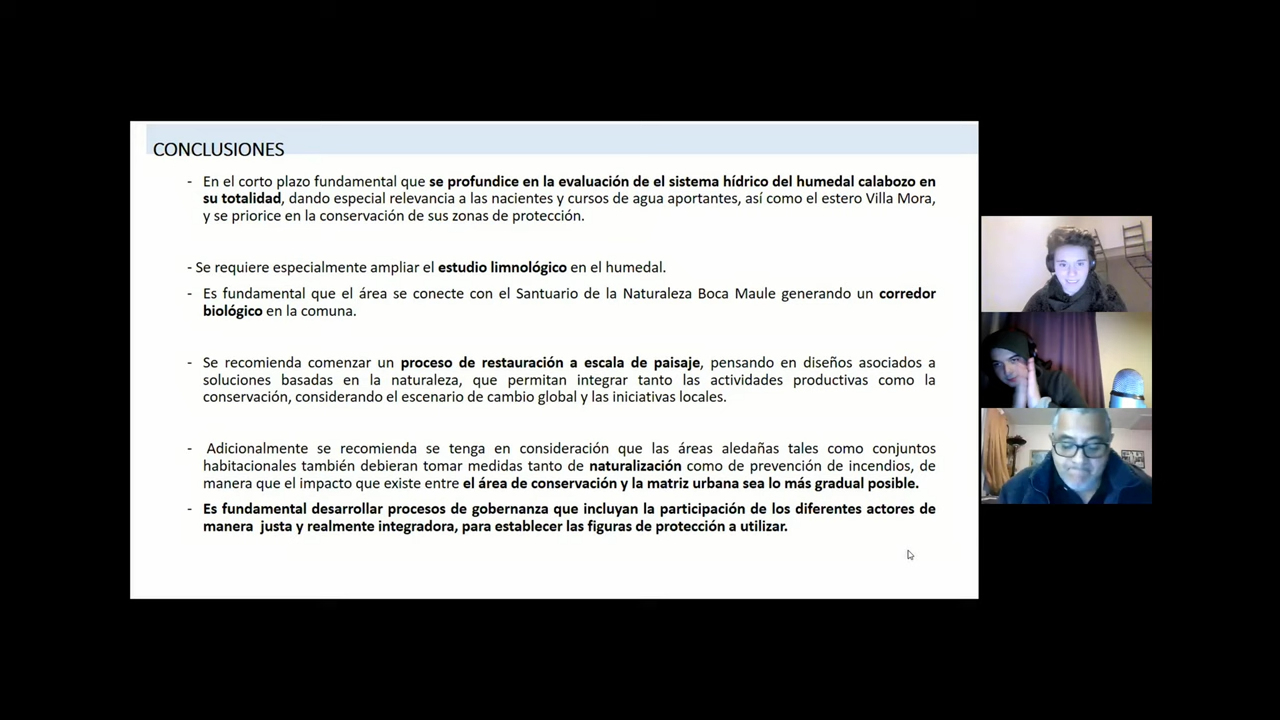 CONCLUSIONES
- En el corto plazo fundamental que se profundice en la evaluación de el sistema hídrico del humedal calabozo en
su totalidad, dando especial relevancia a las nacientes y cursos de agua aportantes, así como el estero Villa Mora,
y se priorice en la conservación de sus zonas de protección.
- Se requiere especialmente ampliar el estudio limnológico en el humedal.
- Es fundamental que el área se conecte con el Santuario de la Naturaleza Boca Maule generando un corredor
biológico en la comuna.
- Se recomienda comenzar un proceso de restauración a escala de paisaje, pensando en diseños asociados a
soluciones basadas en la naturaleza, que permitan integrar tanto las actividades productivas como la
conservación, considerando el escenario de cambio global y las iniciativas locales.
- Adicionalmente se recomienda se tenga en consideración que las áreas aledañas tales como conjuntos
habitacionales también debieran tomar medidas tanto de naturalización como de prevención de incendios, de
manera que el impacto que existe entre el área de conservación y la matriz urbana sea lo más gradual posible.
- Es fundamental desarrollar procesos de gobernanza que incluyan la participación de los diferentes actores de
manera justa y realmente integradora, para establecer las figuras de protección a utilizar.